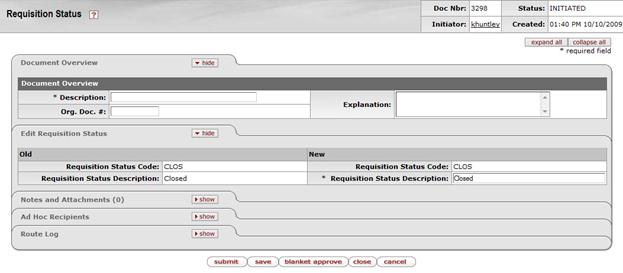 Requisition Status ?
Doc Nbr: 3298 Status: INITIATED
Initiator: khuntley Created: 01:40 PM 10/10/2009
expand all collapse all
* required field
Document Overview hide
Document Overview
* Description: Explanation:
Org. Doc. #:
Edit Requisition Status hide
Old New
Requisition Status Code: CLOS Requisition Status Code: CLOS
Requisition Status Description: Closed * Requisition Status Description: Closed
Notes and Attachments (0) show
Ad Hoc Recipients show
Route Log show
submit save blanket approve close cancel